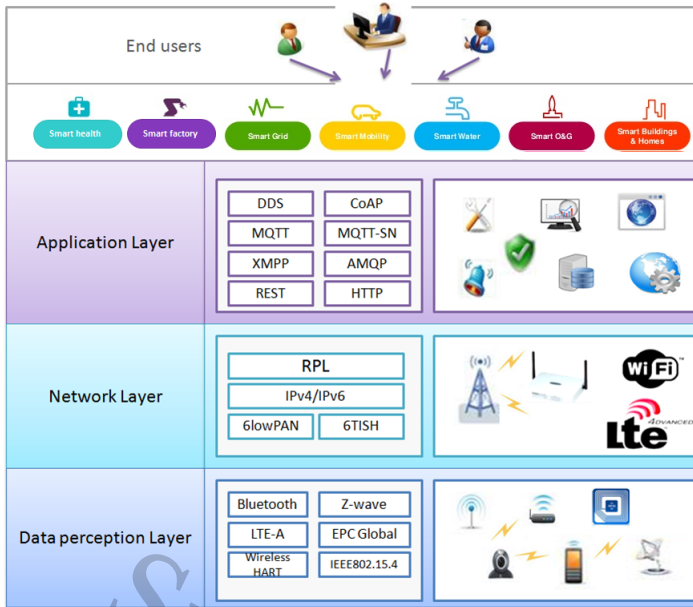 End users
Smart health
Smart factory
Smart Grid
Smart Mobility
Smart Water
Smart O&G
Smart Buildings
& Homes
Application Layer
DDS CoAP
MQTT MQTT-SN
XMPP AMQP
REST HTTP
Network Layer
RPL
IPv4/IPv6
6lowPAN 6TISH
WiFi
4GADVANCED
Lte
Data perception Layer
Bluetooth Z-wave
LTE-A EPC Global
Wireless
HART
IEEE802.15.4